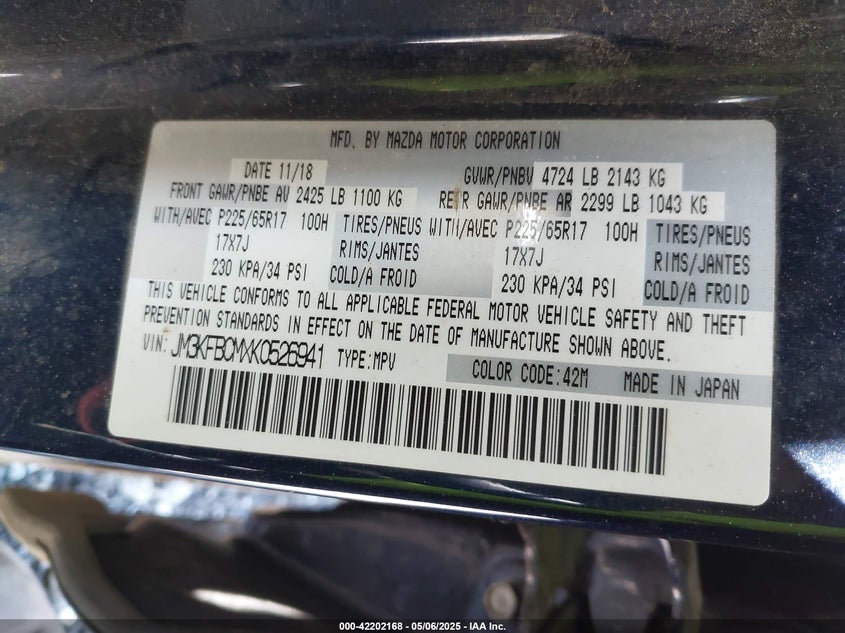 MFD. BY MAZDA MOTOR CORPORATION
DATE 11/18 GVWR/PNBV 4724 LB 2143 KG
FRONT GAWR/PNBE AV 2425 LB 1100 KG REAR GAWR/PNBE AR 2299 LB 1043 KG
WITH/AVEC P225/65R17 100H TIRES/PNEUS WITH/AVEC P225/65R17 100H TIRES/PNEUS
17X7J RIMS/JANTES 17X7J RIMS/JANTES
230 KPA/34 PSI COLD/A FROID 230 KPA/34 PSI COLD/A FROID
THIS VEHICLE CONFORMS TO ALL APPLICABLE FEDERAL MOTOR VEHICLE SAFETY AND THEFT
PREVENTION STANDARDS IN EFFECT ON THE DATE OF MANUFACTURE SHOWN ABOVE.
VIN: JM3KFBCMXK0526941 TYPE:MPV COLOR CODE:42M MADE IN JAPAN
000-42202168 - 05/06/2025 - IAA Inc.